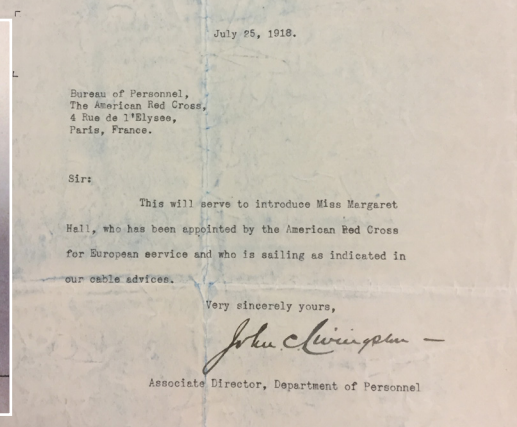 July 25, 1918.
Bureau of Personnel,
The American Red Cross,
4 Rue de l'Elysee,
Paris, France.
Sir:
This will serve to introduce Miss Margaret
Hall, who has been appointed by the American Red Cross
for European service and who is sailing as indicated in
our cable advices.
Very sincerely yours,
John C Livingston
Associate Director, Department of Personnel